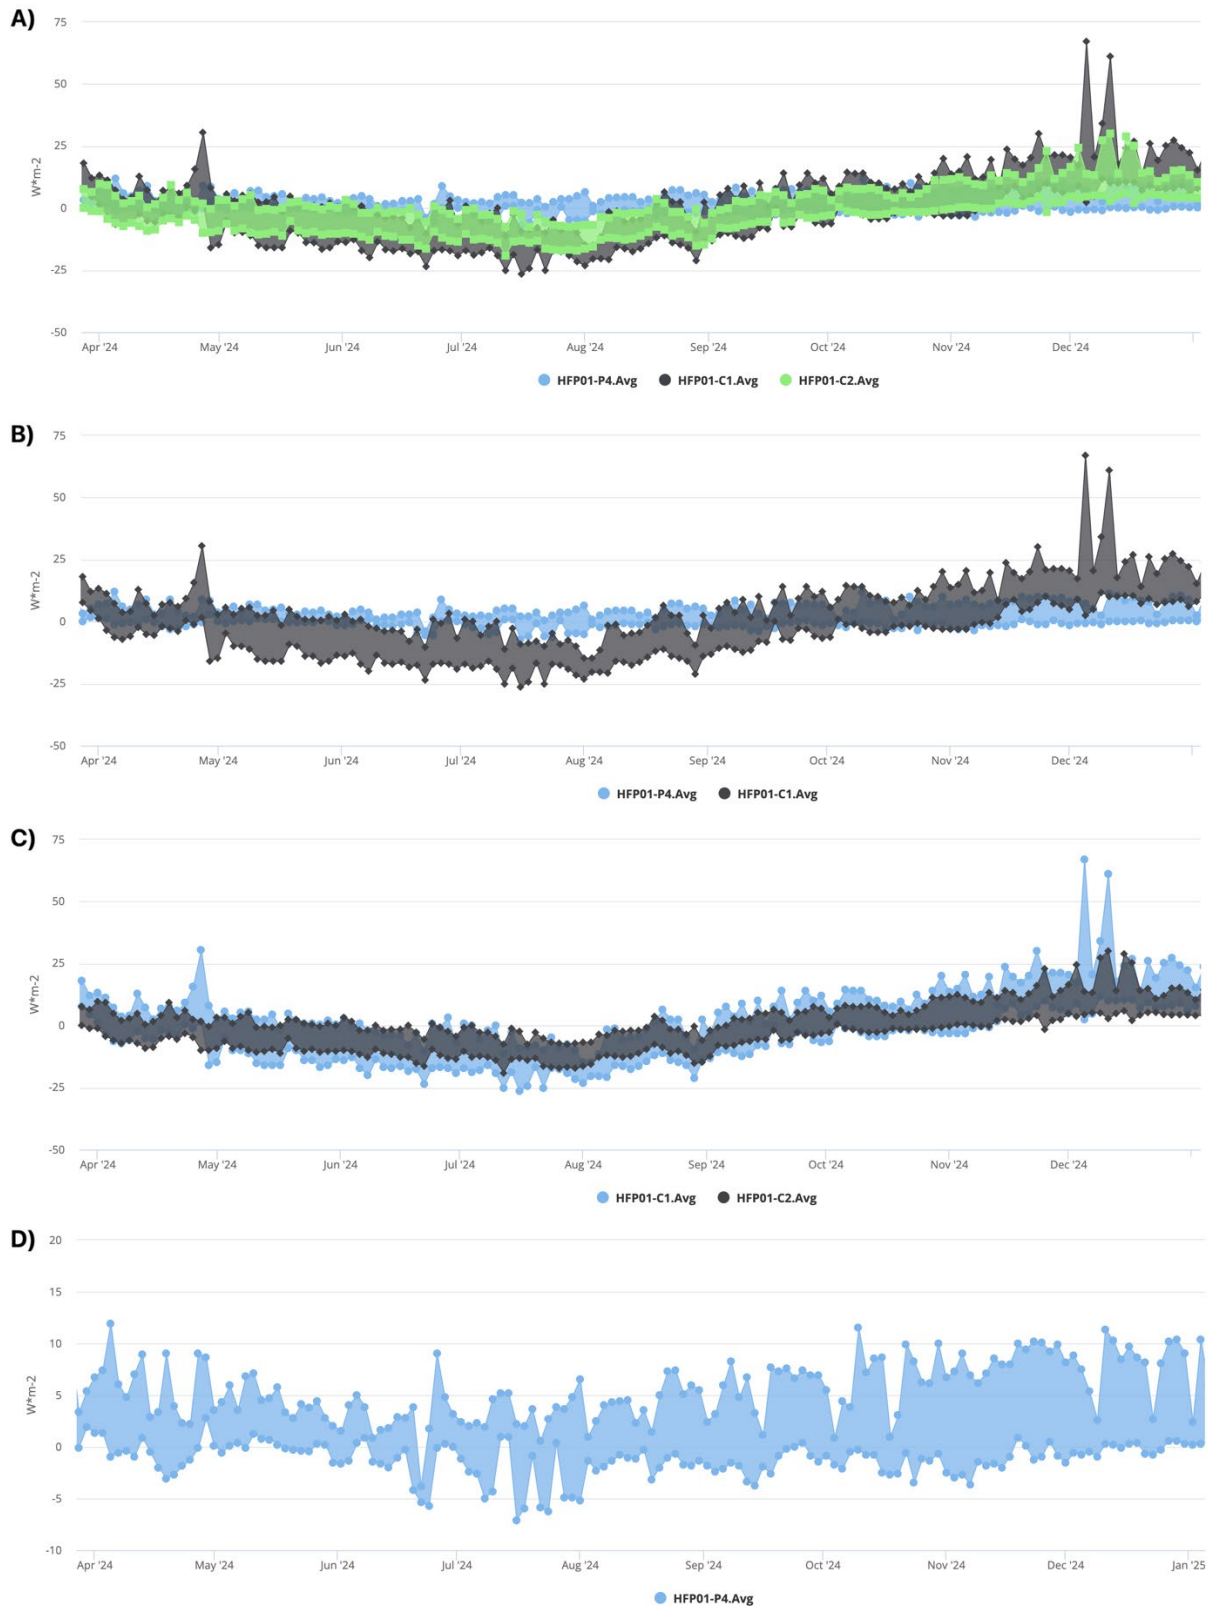 A)
75
50
25
0
-25
-50
W*m-2
Apr '24 May '24 Jun '24 Jul '24 Aug '24 Sep '24 Oct '24 Nov '24 Dec '24
HFP01-P4.Avg HFP01-C1.Avg HFP01-C2.Avg
B)
75
50
25
0
-25
-50
W*m-2
Apr '24 May '24 Jun '24 Jul '24 Aug '24 Sep '24 Oct '24 Nov '24 Dec '24
HFP01-P4.Avg HFP01-C1.Avg
C)
75
50
25
0
-25
-50
W*m-2
Apr '24 May '24 Jun '24 Jul '24 Aug '24 Sep '24 Oct '24 Nov '24 Dec '24
HFP01-C1.Avg HFP01-C2.Avg
D)
20
15
10
5
0
-5
-10
W*m-2
Apr '24 May '24 Jun '24 Jul '24 Aug '24 Sep '24 Oct '24 Nov '24 Dec '24 Jan '25
HFP01-P4.Avg